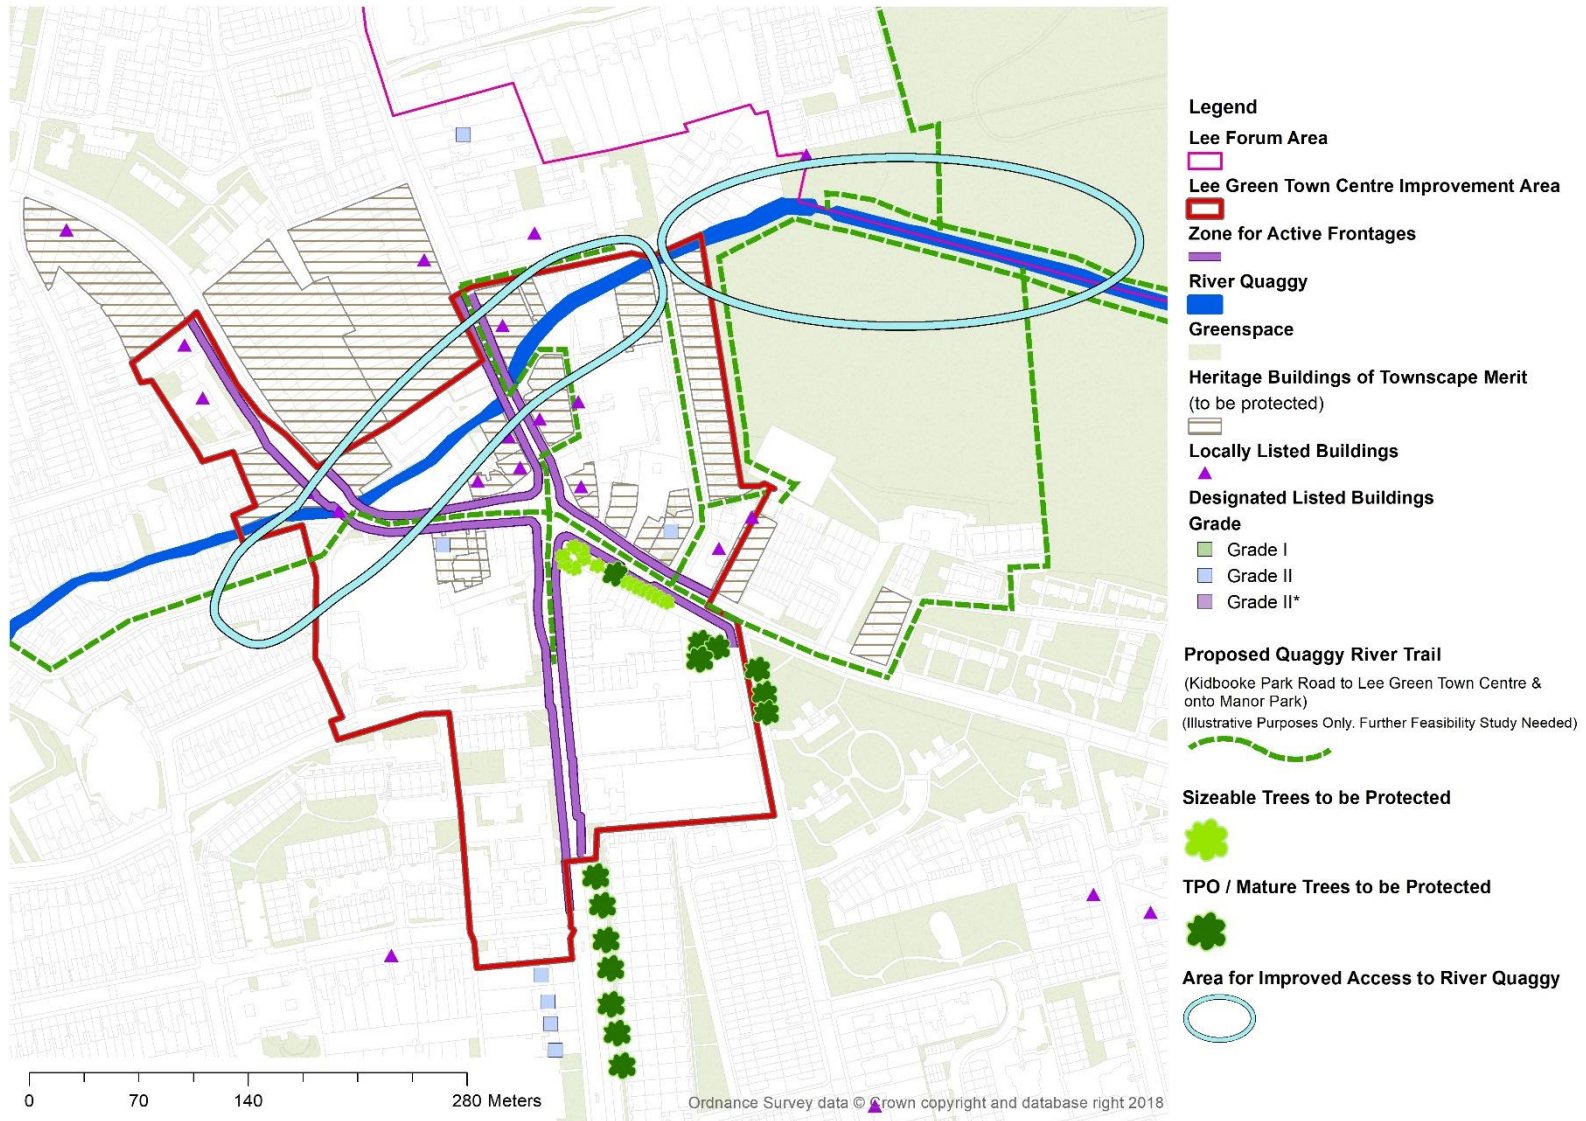 Legend
Lee Forum Area
Lee Green Town Centre Improvement Area
Zone for Active Frontages
River Quaggy
Greenspace
Heritage Buildings of Townscape Merit
(to be protected)
Locally Listed Buildings
Designated Listed Buildings
Grade
Grade I
Grade II
Grade II*
Proposed Quaggy River Trail
(Kidbooke Park Road to Lee Green Town Centre &
onto Manor Park)
(Illustrative Purposes Only. Further Feasibility Study Needed)
Sizeable Trees to be Protected
TPO / Mature Trees to be Protected
Area for Improved Access to River Quaggy
0 70 140 280 Meters
Ordnance Survey data © Crown copyright and database right 2018